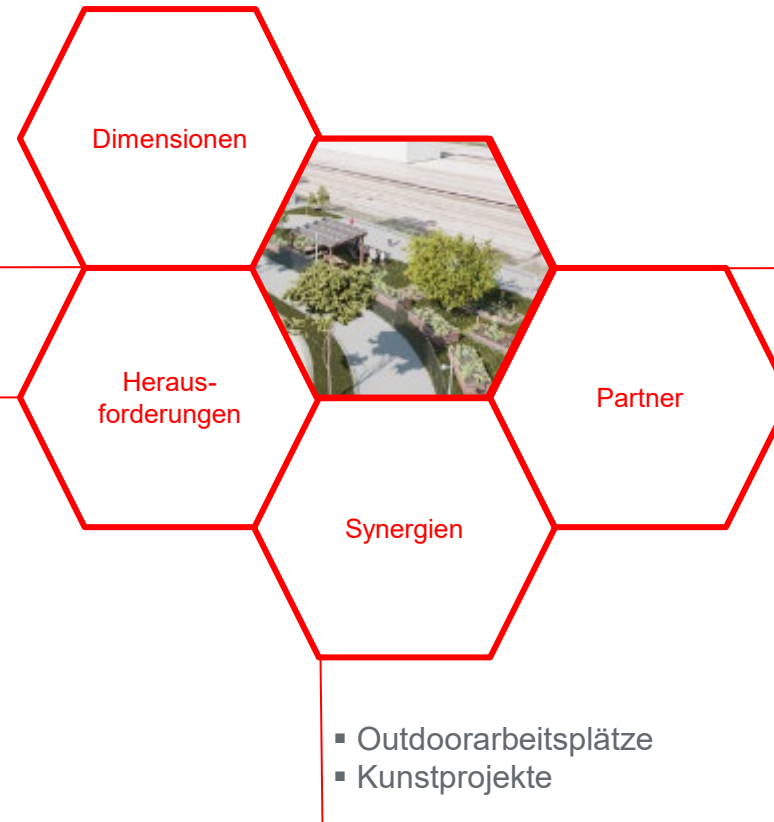 Dimensionen
Heraus-
forderungen
Partner
Synergien
▪ Outdoorarbeitsplätze
▪ Kunstprojekte